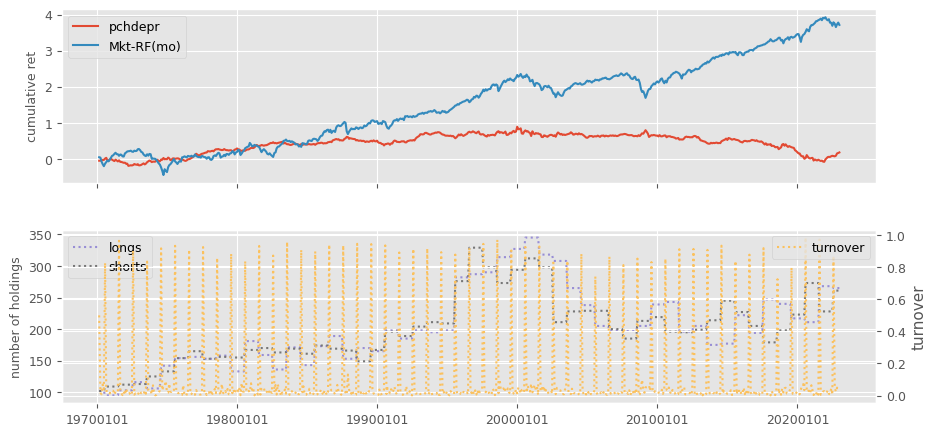 4
3
2
1
0
cumulative ret
pchdepr
Mkt-RF(mo)
350
300
250
200
150
100
number of holdings
longs
shorts
turnover
1.0
0.8
0.6
0.4
0.2
0.0
turnover
19700101
19800101
19900101
20000101
20100101
20200101